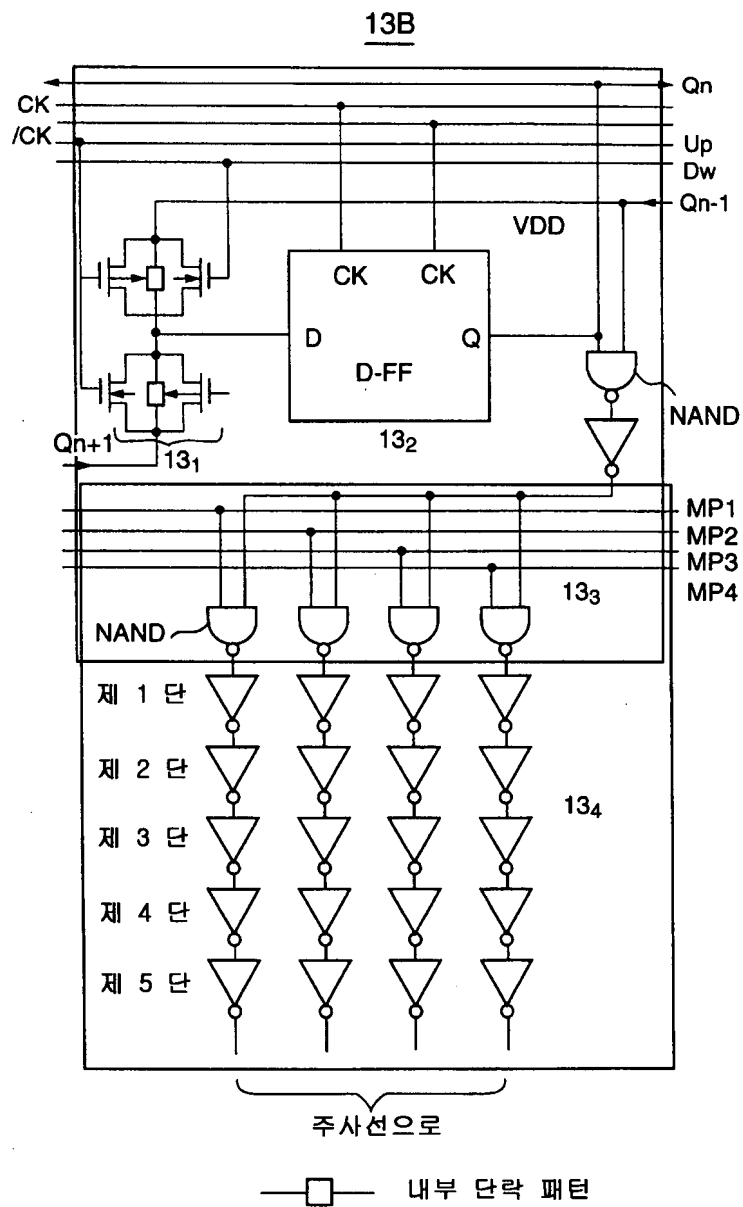 13B
Qn
CK
/CK
Up
Dw
Qn-1
VDD
CK CK
D Q
D-FF
NAND
Qn+1
13₁
13₂
MP1
MP2
MP3
MP4
13₃
NAND
제 1 단
제 2 단
13₄
제 3 단
제 4 단
제 5 단
주사선으로
내부 단락 패턴